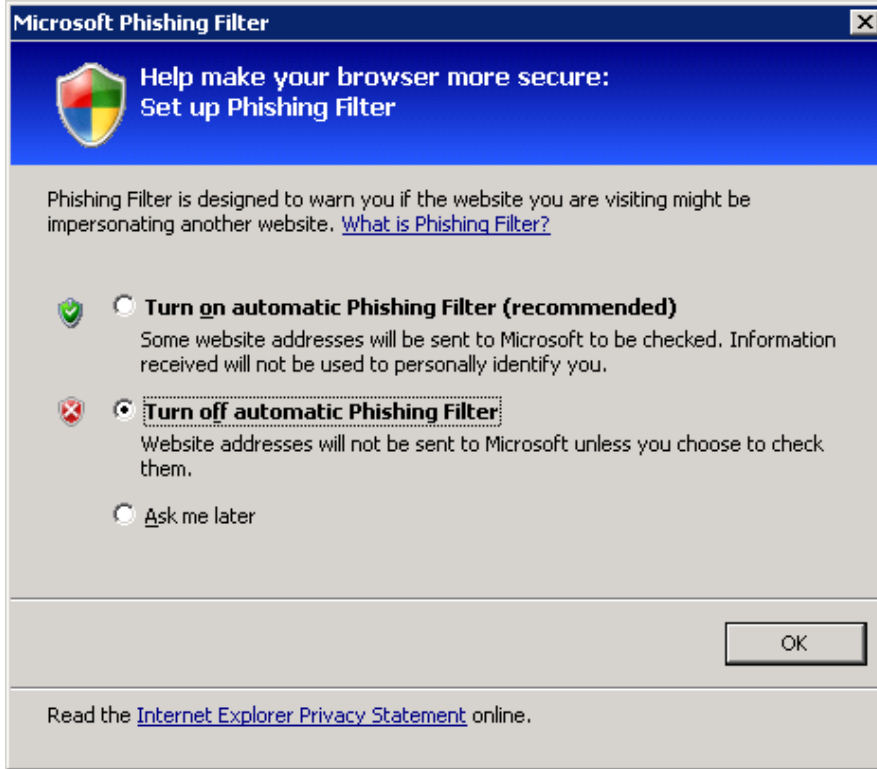 Microsoft Phishing Filter
Help make your browser more secure:
Set up Phishing Filter
Phishing Filter is designed to warn you if the website you are visiting might be
impersonating another website. What is Phishing Filter?
Turn on automatic Phishing Filter (recommended)
Some website addresses will be sent to Microsoft to be checked. Information
received will not be used to personally identify you.
Turn off automatic Phishing Filter
Website addresses will not be sent to Microsoft unless you choose to check
them.
Ask me later
OK
Read the Internet Explorer Privacy Statement online.